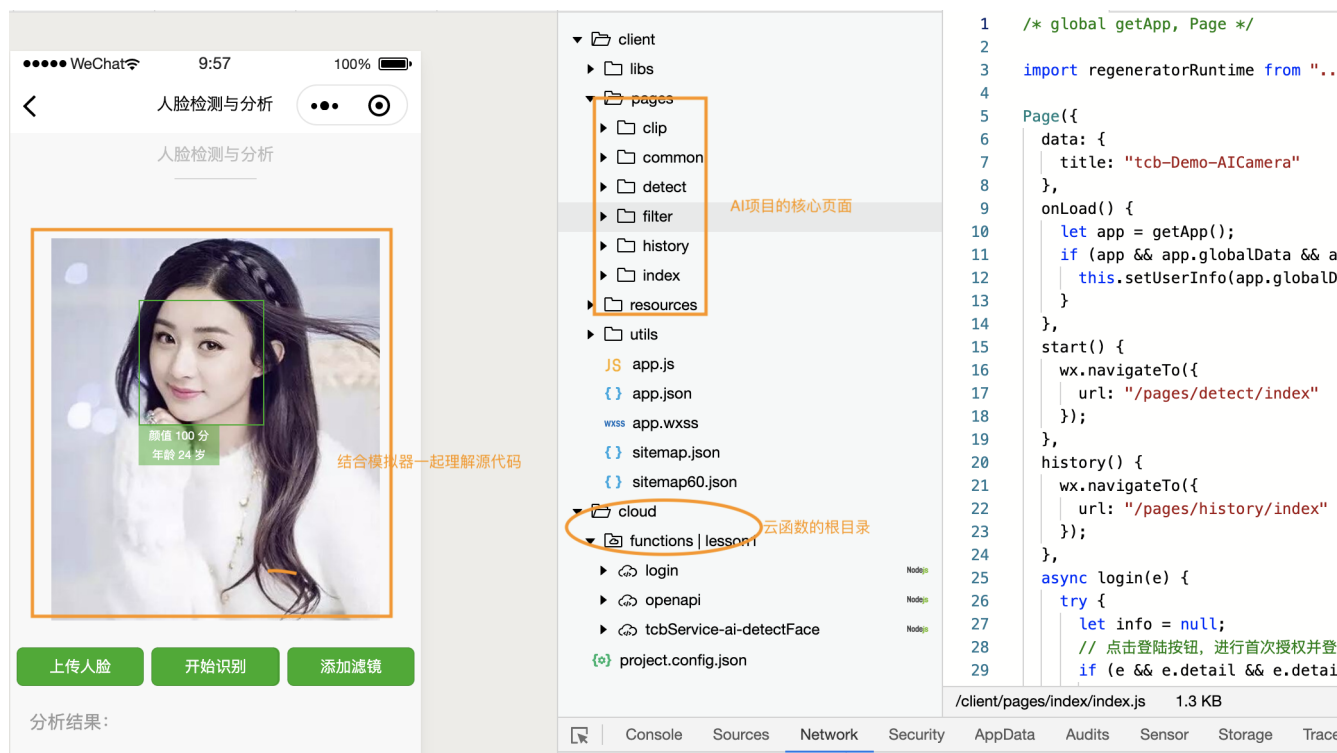 WeChat 9:57 100%
人脸检测与分析
人脸检测与分析
颜值 100 分
年龄 24 岁
结合模拟器一起理解源代码
上传人脸 开始识别 添加滤镜
分析结果:
client
libs
pages
clip
common
detect
AI项目的核心页面
filter
history
index
resources
utils
JS app.js
{ } app.json
wxss app.wxss
{ } sitemap.json
{ } sitemap60.json
cloud
云函数的根目录
functions | lesson1
login Nodejs
openapi Nodejs
tcbService-ai-detectFace Nodejs
project.config.json
1 /* global getApp, Page */
2
3 import regeneratorRuntime from "..
4
5 Page({
6 data: {
7 title: "tcb-Demo-AICamera"
8 },
9 onLoad() {
10 let app = getApp();
11 if (app && app.globalData && a
12 this.setUserInfo(app.globalD
13 }
14 },
15 start() {
16 wx.navigateTo({
17 url: "/pages/detect/index"
18 });
19 },
20 history() {
21 wx.navigateTo({
22 url: "/pages/history/index"
23 });
24 },
25 async login(e) {
26 try {
27 let info = null;
28 // 点击登陆按钮，进行首次授权并登
29 if (e && e.detail && e.detai
/client/pages/index/index.js 1.3 KB
Console Sources Network Security AppData Audits Sensor Storage Trace